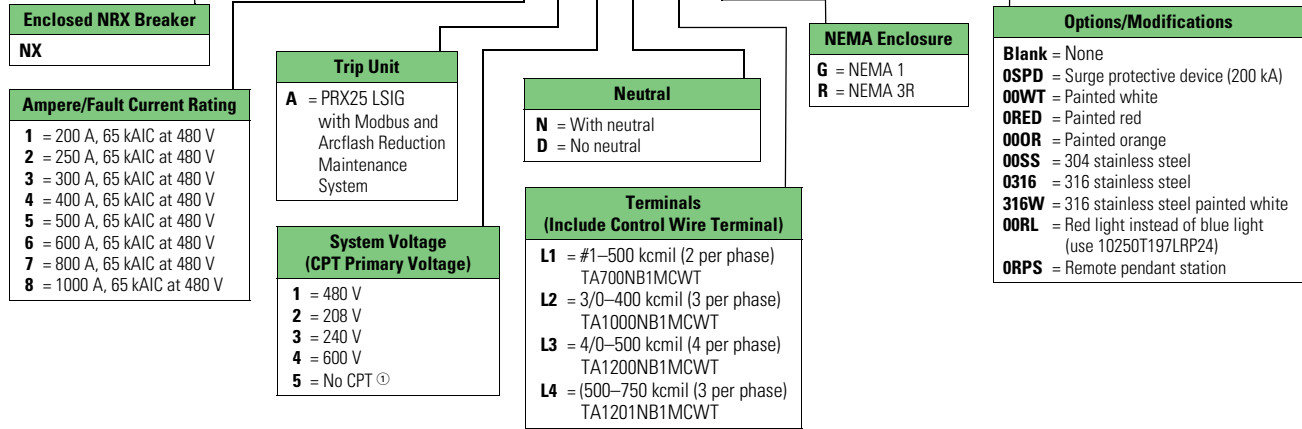 Enclosed NRX Breaker
NX
Ampere/Fault Current Rating
1 = 200 A, 65 kAIC at 480 V
2 = 250 A, 65 kAIC at 480 V
3 = 300 A, 65 kAIC at 480 V
4 = 400 A, 65 kAIC at 480 V
5 = 500 A, 65 kAIC at 480 V
6 = 600 A, 65 kAIC at 480 V
7 = 800 A, 65 kAIC at 480 V
8 = 1000 A, 65 kAIC at 480 V
Trip Unit
A = PRX25 LSIG
with Modbus and
Arcflash Reduction
Maintenance
System
System Voltage
(CPT Primary Voltage)
1 = 480 V
2 = 208 V
3 = 240 V
4 = 600 V
5 = No CPT ①
Neutral
N = With neutral
D = No neutral
Terminals
(Include Control Wire Terminal)
L1 = #1–500 kcmil (2 per phase)
TA700NB1MCWT
L2 = 3/0–400 kcmil (3 per phase)
TA1000NB1MCWT
L3 = 4/0–500 kcmil (4 per phase)
TA1200NB1MCWT
L4 = (500–750 kcmil (3 per phase)
TA1201NB1MCWT
NEMA Enclosure
G = NEMA 1
R = NEMA 3R
Options/Modifications
Blank = None
0SPD = Surge protective device (200 kA)
00WT = Painted white
0RED = Painted red
000R = Painted orange
00SS = 304 stainless steel
0316 = 316 stainless steel
316W = 316 stainless steel painted white
00RL = Red light instead of blue light
(use 10250T197LRP24)
0RPS = Remote pendant station